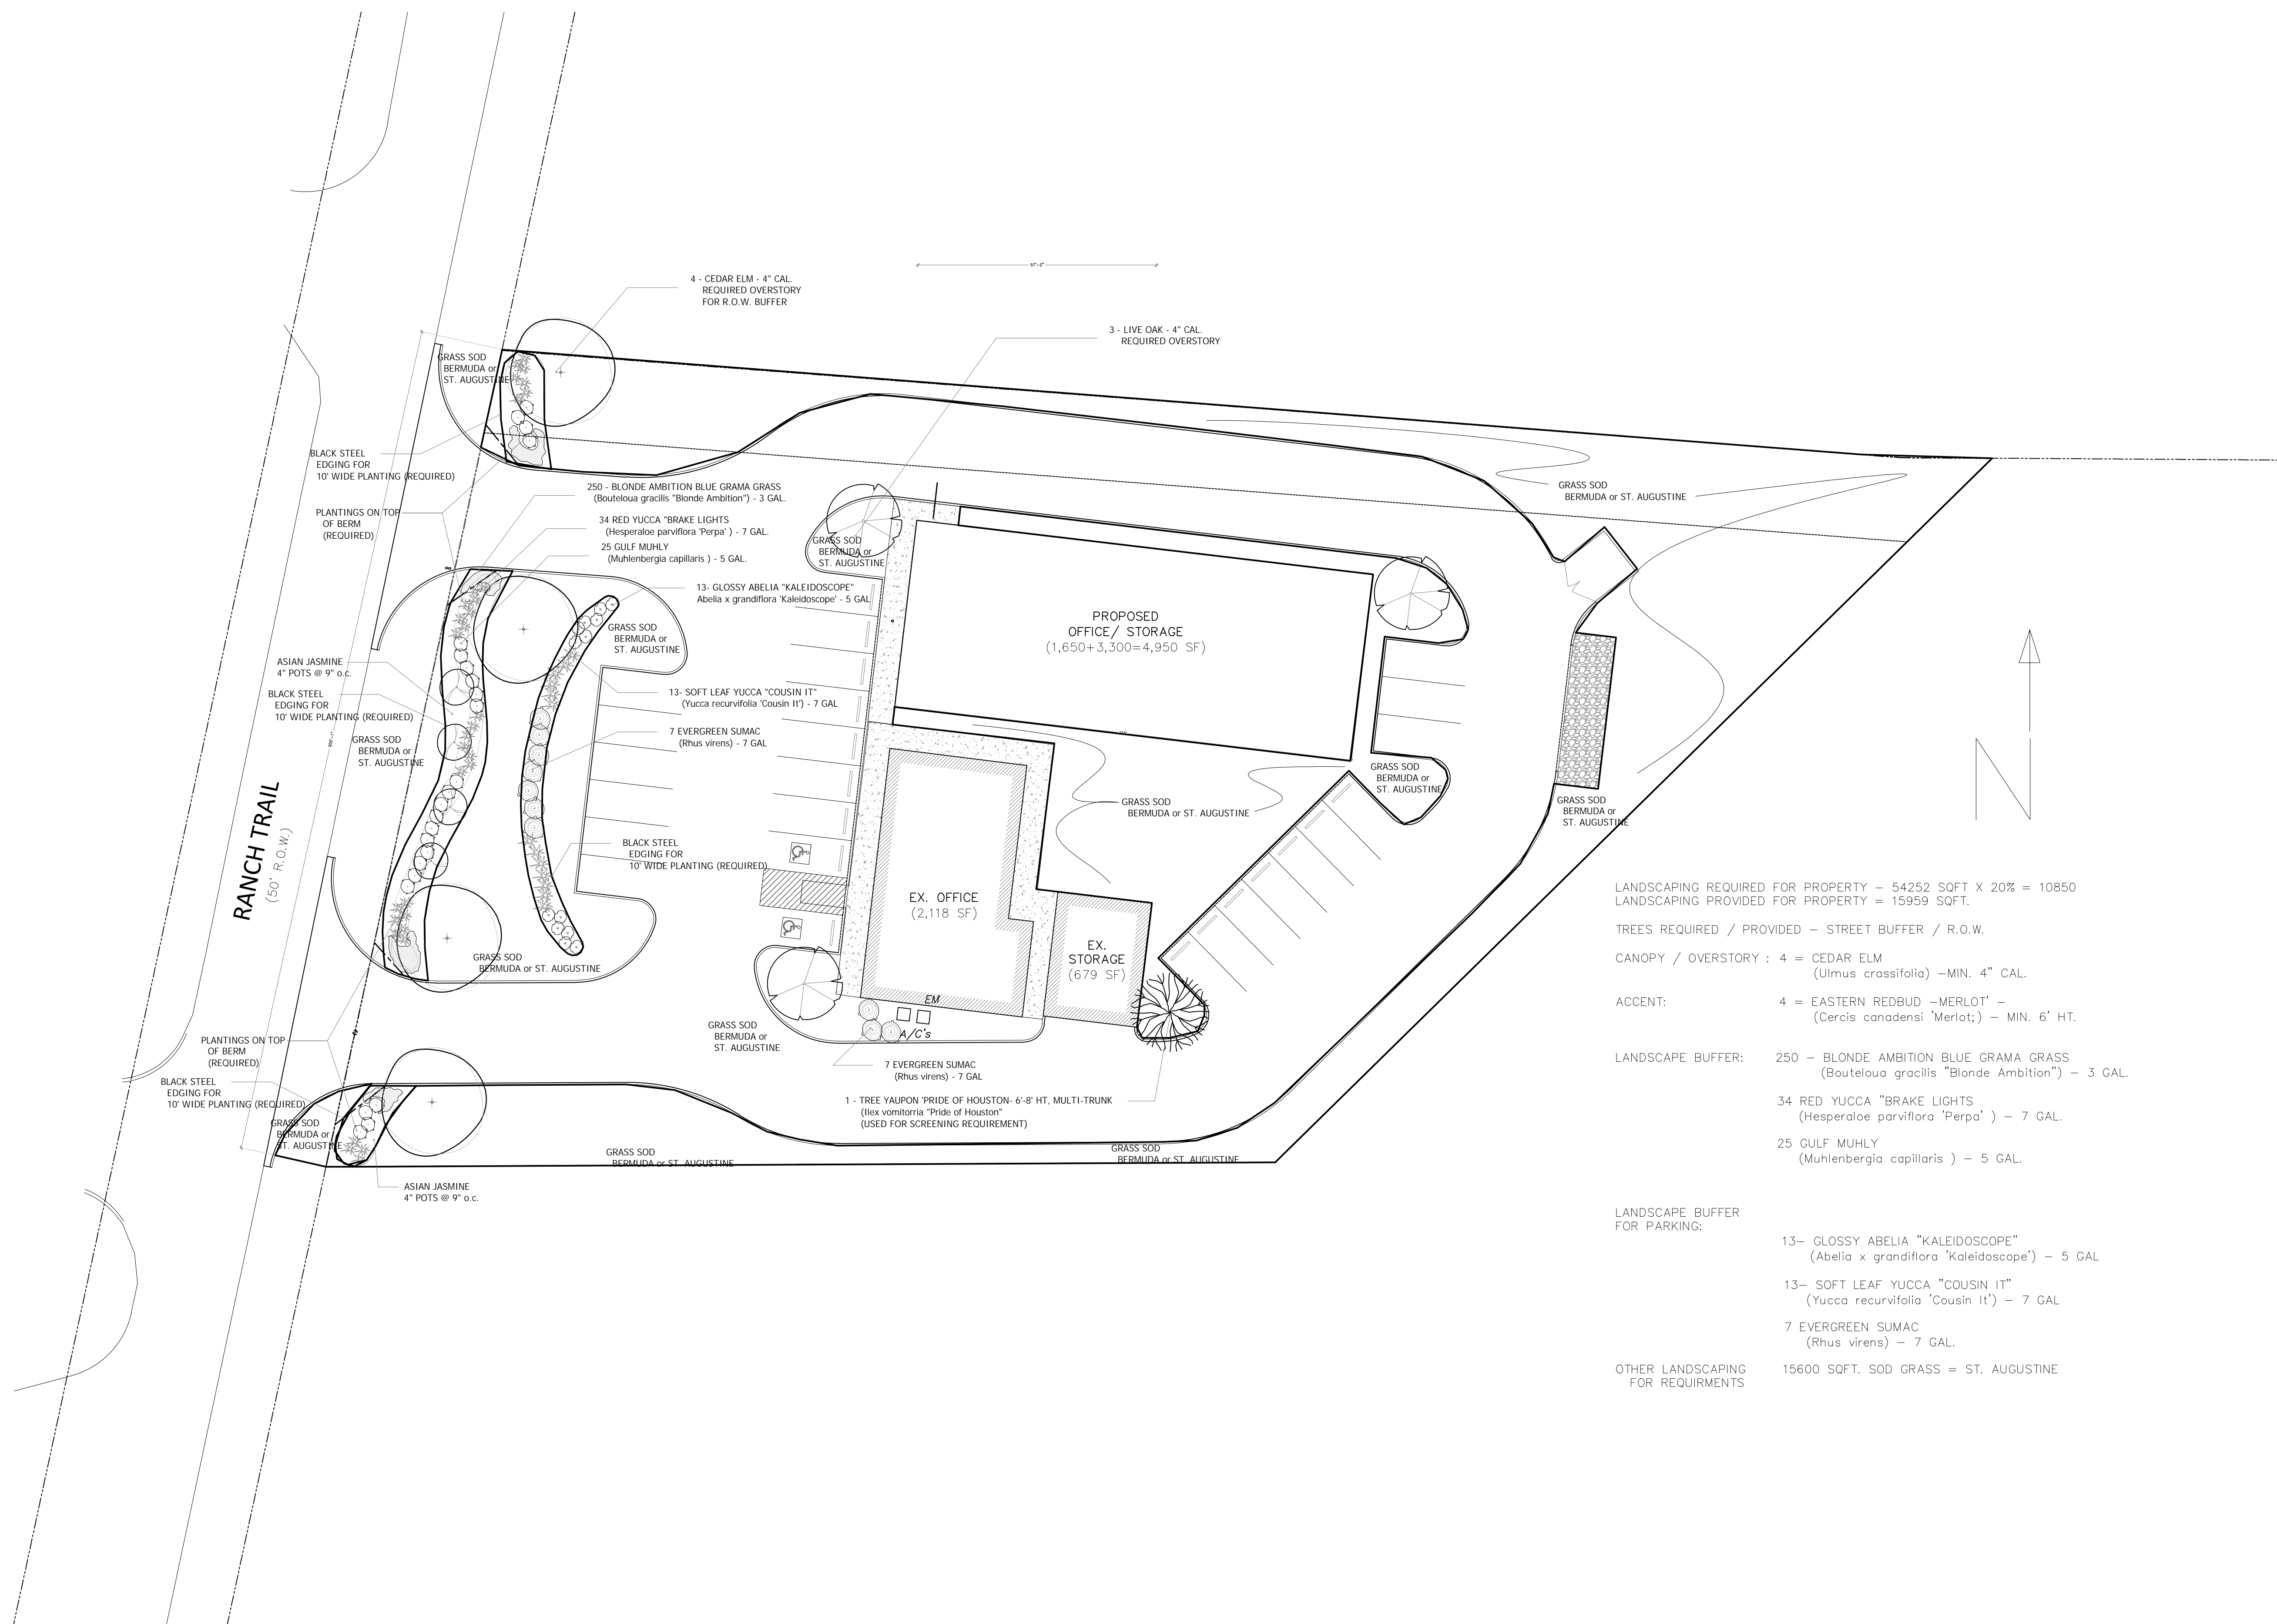 4 - CEDAR ELM - 4" CAL.
REQUIRED OVERSTORY
FOR R.O.W. BUFFER
57'-2"
3 - LIVE OAK - 4" CAL.
REQUIRED OVERSTORY
GRASS SOD
BERMUDA or
ST. AUGUSTINE
BLACK STEEL
EDGING FOR
10' WIDE PLANTING (REQUIRED)
250 - BLONDE AMBITION BLUE GRAMA GRASS
(Bouteloua gracilis "Blonde Ambition") - 3 GAL.
GRASS SOD
BERMUDA or ST. AUGUSTINE
PLANTINGS ON TOP
OF BERM
(REQUIRED)
34 RED YUCCA "BRAKE LIGHTS
(Hesperaloe parviflora 'Perpa' ) - 7 GAL.
25 GULF MUHLY
(Muhlenbergia capillaris ) - 5 GAL.
GRASS SOD
BERMUDA or
ST. AUGUSTINE
13- GLOSSY ABELIA "KALEIDOSCOPE"
Abelia x grandiflora 'Kaleidoscope' - 5 GAL
GRASS SOD
BERMUDA or
ST. AUGUSTINE
PROPOSED
OFFICE/ STORAGE
(1,650+3,300=4,950 SF)
ASIAN JASMINE
4" POTS @ 9" o.c.
BLACK STEEL
EDGING FOR
10' WIDE PLANTING (REQUIRED)
13- SOFT LEAF YUCCA "COUSIN IT"
(Yucca recurvifolia 'Cousin It') - 7 GAL
7 EVERGREEN SUMAC
(Rhus virens) - 7 GAL
GRASS SOD
BERMUDA or
ST. AUGUSTINE
RANCH TRAIL
(50' R.O.W.)
GRASS SOD
BERMUDA or
ST. AUGUSTINE
GRASS SOD
BERMUDA or ST. AUGUSTINE
GRASS SOD
BERMUDA or
ST. AUGUSTINE
N
BLACK STEEL
EDGING FOR
10' WIDE PLANTING (REQUIRED)
EX. OFFICE
(2,118 SF)
EX.
STORAGE
(679 SF)
GRASS SOD
BERMUDA or ST. AUGUSTINE
EM
A/C's
GRASS SOD
BERMUDA or
ST. AUGUSTINE
PLANTINGS ON TOP
OF BERM
(REQUIRED)
7 EVERGREEN SUMAC
(Rhus virens) - 7 GAL
BLACK STEEL
EDGING FOR
10' WIDE PLANTING (REQUIRED)
1 - TREE YAUPON 'PRIDE OF HOUSTON- 6'-8' HT, MULTI-TRUNK
(Ilex vomitorria "Pride of Houston"
(USED FOR SCREENING REQUIREMENT)
GRASS SOD
BERMUDA or
ST. AUGUSTINE
GRASS SOD
BERMUDA or ST. AUGUSTINE
GRASS SOD
BERMUDA or ST. AUGUSTINE
ASIAN JASMINE
4" POTS @ 9" o.c.
LANDSCAPING REQUIRED FOR PROPERTY – 54252 SQFT X 20% = 10850
LANDSCAPING PROVIDED FOR PROPERTY = 15959 SQFT.
TREES REQUIRED / PROVIDED – STREET BUFFER / R.O.W.
CANOPY / OVERSTORY : 4 = CEDAR ELM
(Ulmus crassifolia) –MIN. 4" CAL.
ACCENT: 4 = EASTERN REDBUD –MERLOT' –
(Cercis canadensi 'Merlot;) – MIN. 6' HT.
LANDSCAPE BUFFER: 250 – BLONDE AMBITION BLUE GRAMA GRASS
(Bouteloua gracilis "Blonde Ambition") – 3 GAL.
34 RED YUCCA "BRAKE LIGHTS
(Hesperaloe parviflora 'Perpa' ) – 7 GAL.
25 GULF MUHLY
(Muhlenbergia capillaris ) – 5 GAL.
LANDSCAPE BUFFER
FOR PARKING:
13– GLOSSY ABELIA "KALEIDOSCOPE"
(Abelia x grandiflora 'Kaleidoscope') – 5 GAL
13– SOFT LEAF YUCCA "COUSIN IT"
(Yucca recurvifolia 'Cousin It') – 7 GAL
7 EVERGREEN SUMAC
(Rhus virens) – 7 GAL.
OTHER LANDSCAPING 15600 SQFT. SOD GRASS = ST. AUGUSTINE
FOR REQUIRMENTS